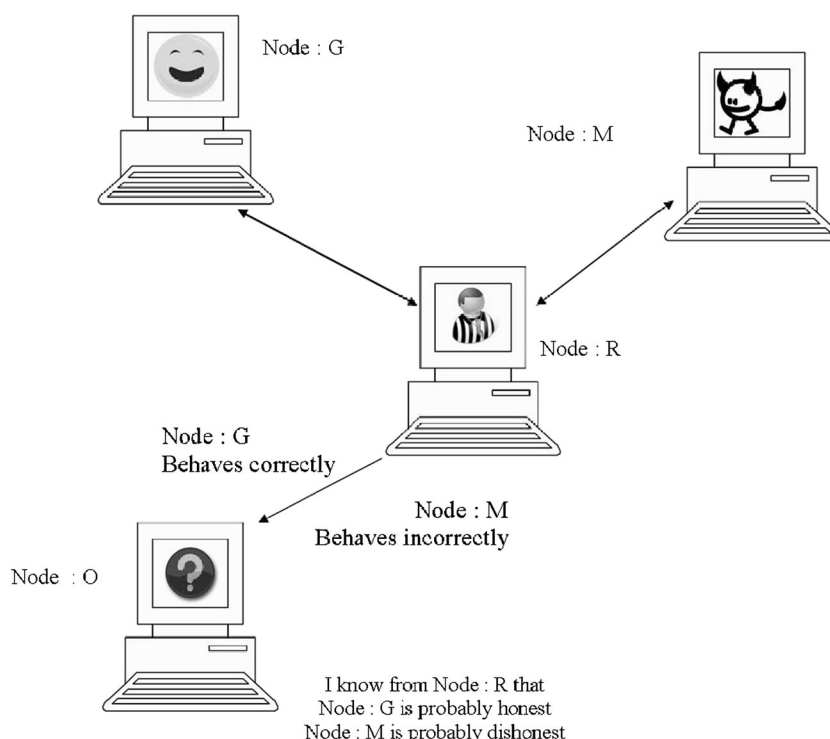 Node : G
Node : M
Node : R
Node : G
Behaves correctly
Node : M
Behaves incorrectly
Node : O
I know from Node : R that
Node : G is probably honest
Node : M is probably dishonest